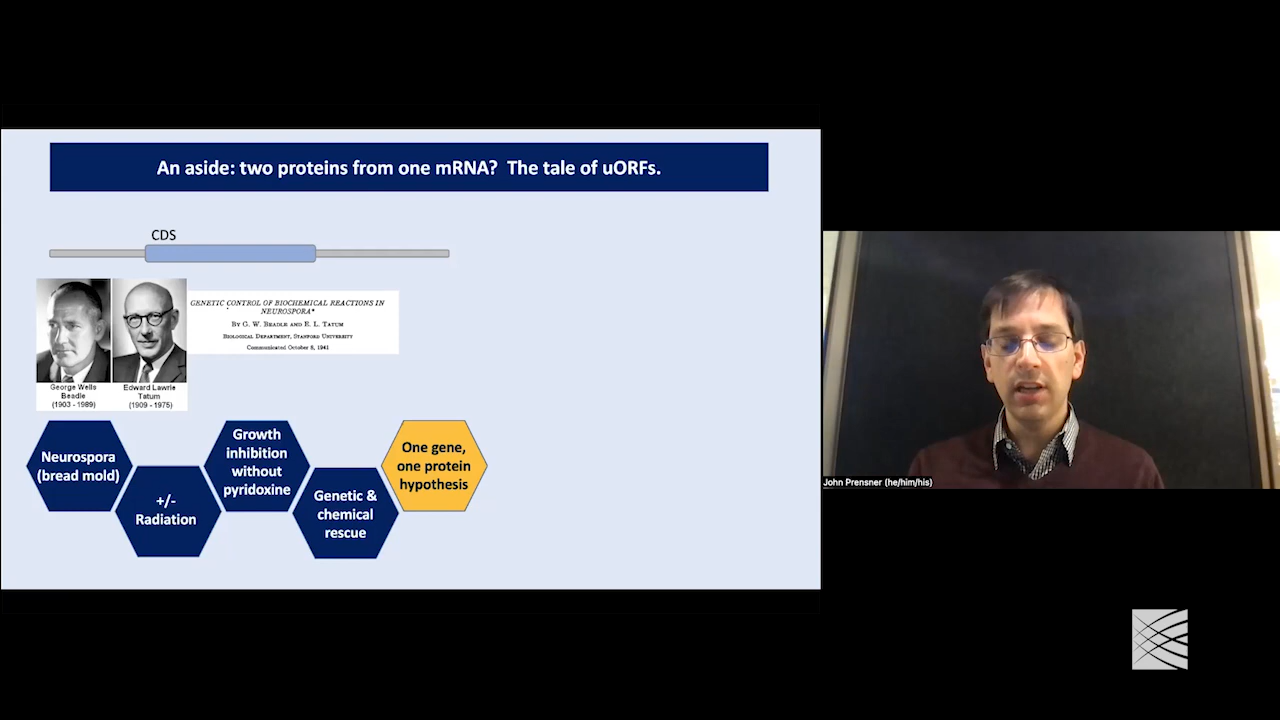 An aside: two proteins from one mRNA?  The tale of uORFs.
CDS
GENETIC CONTROL OF BIOCHEMICAL REACTIONS IN
NEUROSPORA*
BY G. W. BEADLE AND E. L. TATUM
BIOLOGICAL DEPARTMENT, STANFORD UNIVERSITY
Communicated October 8, 1941
George Wells
Beadle
(1903 - 1989)
Edward Lawrie
Tatum
(1909 - 1975)
Neurospora
(bread mold)
+/-
Radiation
Growth
inhibition
without
pyridoxine
Genetic &
chemical
rescue
One gene,
one protein
hypothesis
John Prensner (he/him/his)